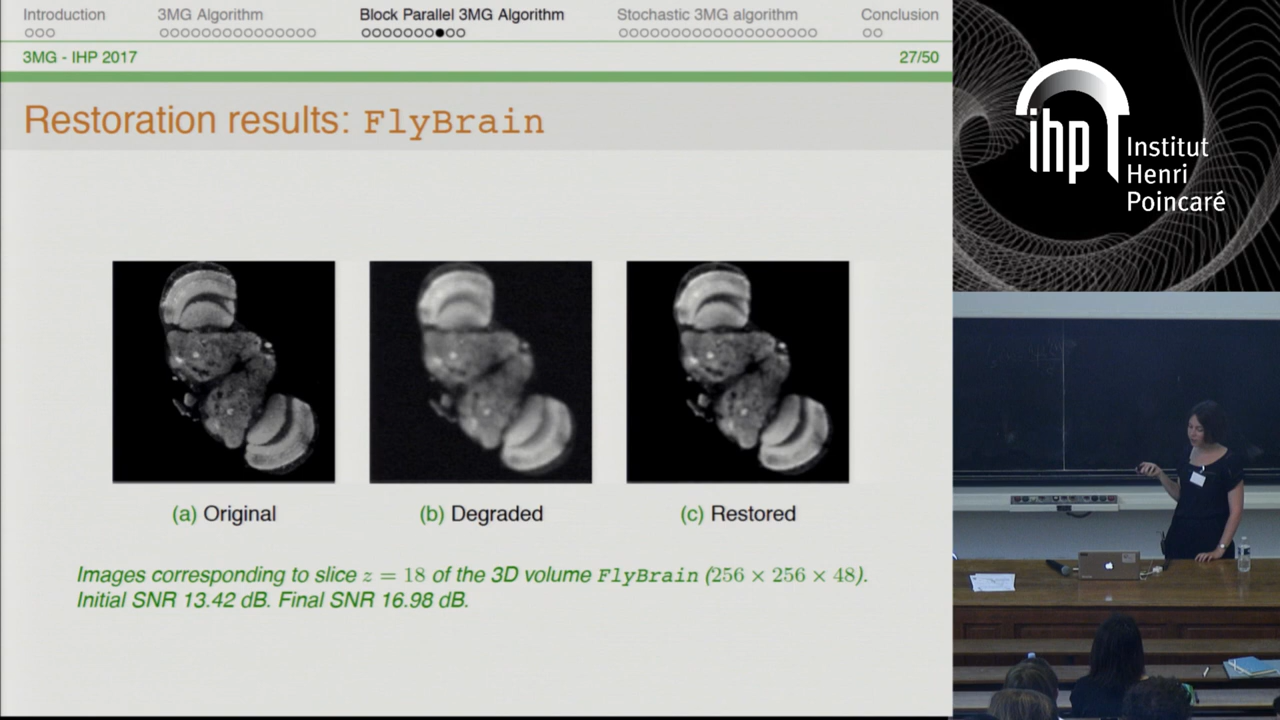 Introduction 3MG Algorithm Block Parallel 3MG Algorithm Stochastic 3MG algorithm Conclusion
3MG - IHP 2017 27/50
Restoration results: FlyBrain
(a) Original (b) Degraded (c) Restored
Images corresponding to slice z = 18 of the 3D volume FlyBrain (256 × 256 × 48).
Initial SNR 13.42 dB. Final SNR 16.98 dB.
ihp
Institut
Henri
Poincaré